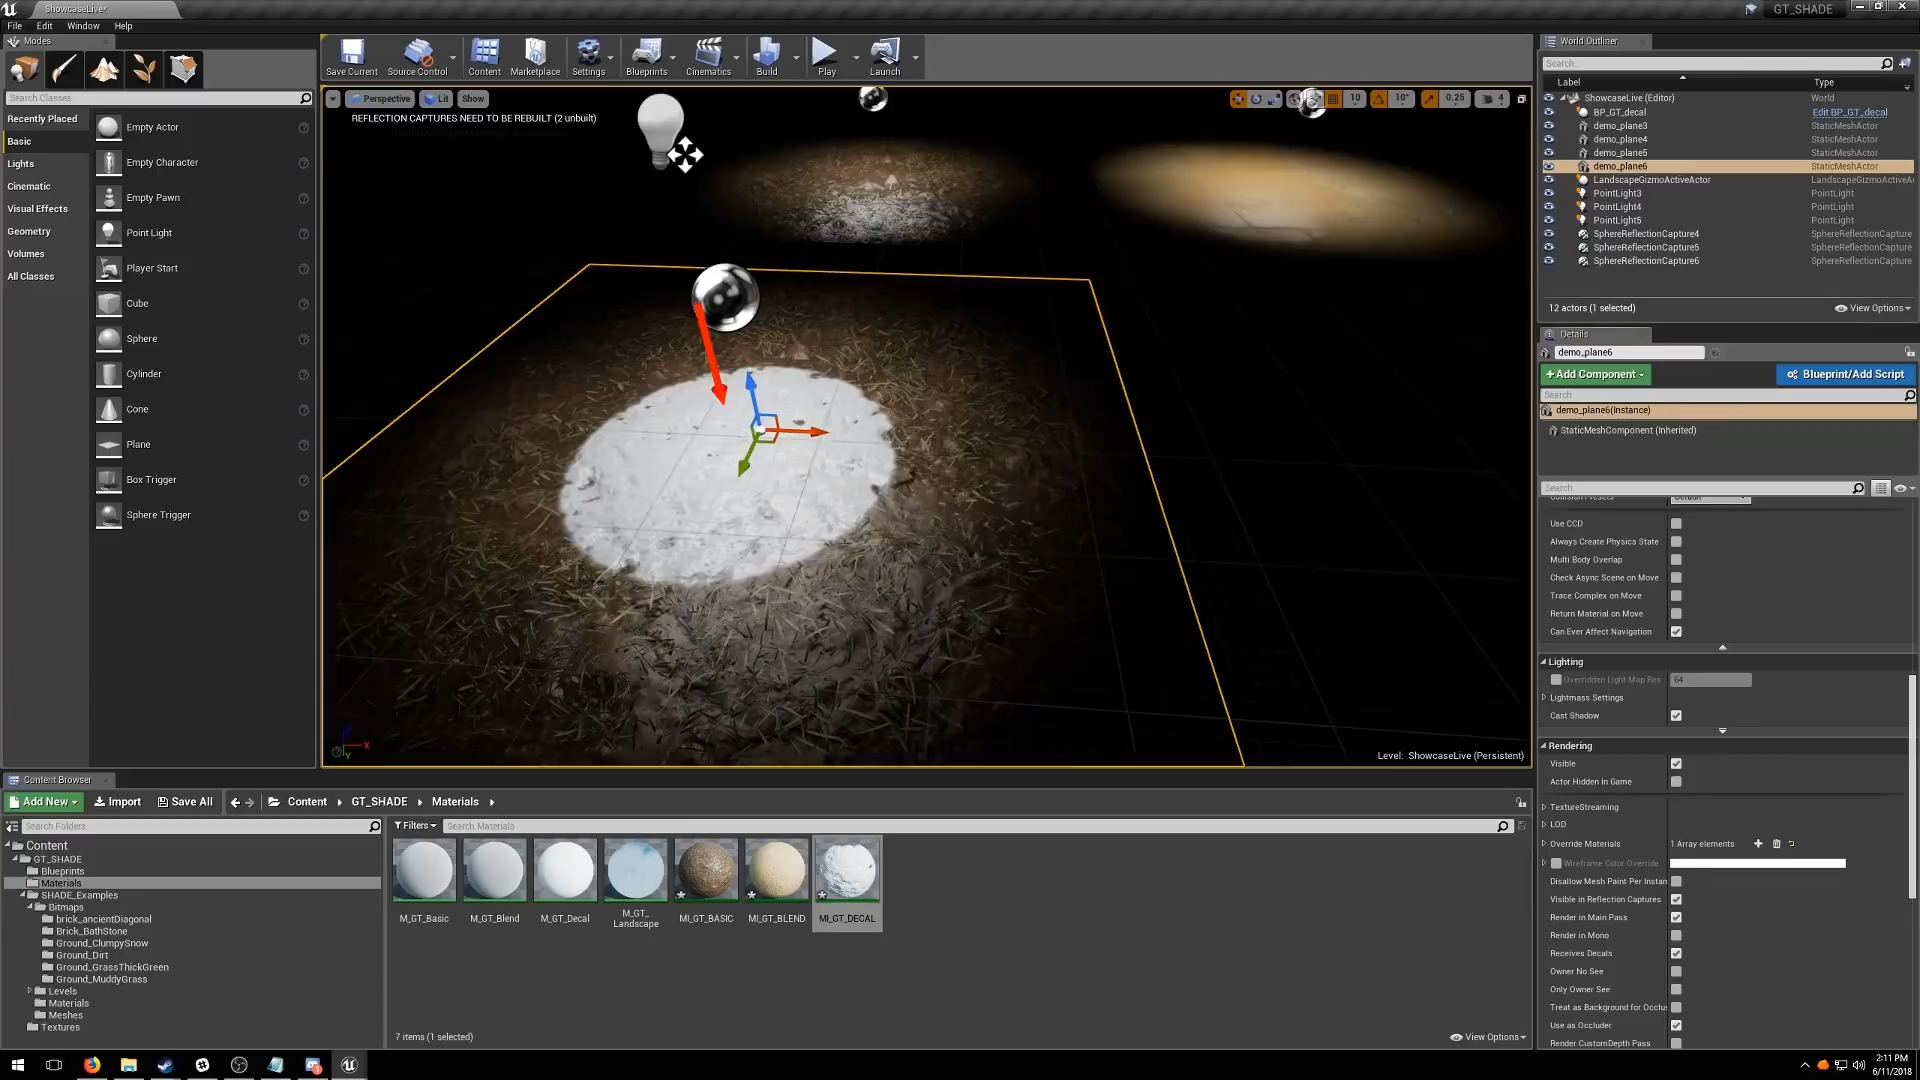 ShowcaseLive*
GT_SHADE
File Edit Window Help
Modes
Search Classes
Recently Placed
Basic
Lights
Cinematic
Visual Effects
Geometry
Volumes
All Classes
Empty Actor
Empty Character
Empty Pawn
Point Light
Player Start
Cube
Sphere
Cylinder
Cone
Plane
Box Trigger
Sphere Trigger
Save Current Source Control Content Marketplace Settings Blueprints Cinematics Build Play Launch
Perspective Lit Show
10 10° 0.25 4
REFLECTION CAPTURES NEED TO BE REBUILT (2 unbuilt)
Level: ShowcaseLive (Persistent)
World Outliner
Search...
Label Type
ShowcaseLive (Editor) World
BP_GT_decal Edit BP_GT_decal
demo_plane3 StaticMeshActor
demo_plane4 StaticMeshActor
demo_plane5 StaticMeshActor
demo_plane6 StaticMeshActor
LandscapeGizmoActiveActor LandscapeGizmoActiveA
PointLight3 PointLight
PointLight4 PointLight
PointLight5 PointLight
SphereReflectionCapture4 SphereReflectionCapture
SphereReflectionCapture5 SphereReflectionCapture
SphereReflectionCapture6 SphereReflectionCapture
12 actors (1 selected) View Options
Details
demo_plane6
+Add Component Blueprint/Add Script
Search
demo_plane6(Instance)
StaticMeshComponent (Inherited)
Search
Use CCD
Always Create Physics State
Multi Body Overlap
Check Async Scene on Move
Trace Complex on Move
Return Material on Move
Can Ever Affect Navigation
Lighting
Overridden Light Map Res 64
Lightmass Settings
Cast Shadow
Rendering
Visible
Actor Hidden In Game
TextureStreaming
LOD
Override Materials 1 Array elements
Wireframe Color Override
Disallow Mesh Paint Per Instan
Visible in Reflection Captures
Render in Main Pass
Render in Mono
Receives Decals
Owner No See
Only Owner See
Treat as Background for Occlus
Use as Occluder
Render CustomDepth Pass
Content Browser
Add New Import Save All Content GT_SHADE Materials
Search Folders
Filters Search Materials
Content
GT_SHADE
Blueprints
Materials
SHADE_Examples
Bitmaps
brick_ancientDiagonal
Brick_BathStone
Ground_ClumpySnow
Ground_Dirt
Ground_GrassThickGreen
Ground_MuddyGrass
Levels
Materials
Meshes
Textures
M_GT_Basic
M_GT_Blend
M_GT_Decal
M_GT_
Landscape
MI_GT_BASIC
MI_GT_BLEND
MI_GT_DECAL
7 items (1 selected)
View Options
2:11 PM
6/11/2018